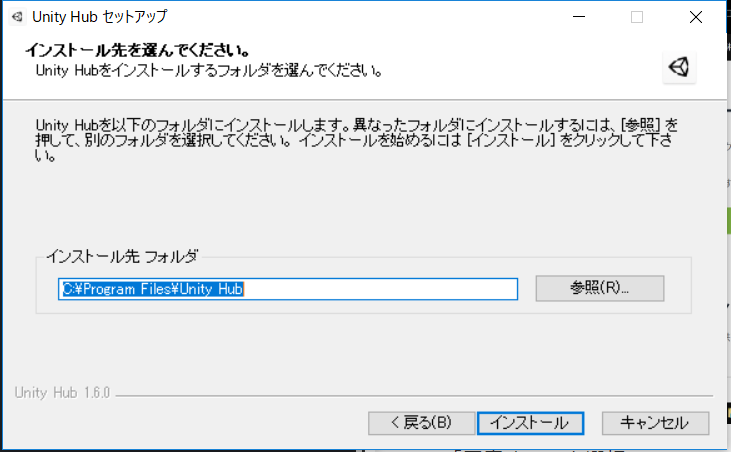 Unity Hub セットアップ
インストール先を選んでください。
Unity Hubをインストールするフォルダを選んでください。
Unity Hubを以下のフォルダにインストールします。異なったフォルダにインストールするには、[参照] を
押して、別のフォルダを選択してください。 インストールを始めるには [インストール] をクリックして下さ
い。
インストール先 フォルダ
C:¥Program Files¥Unity Hub
参照(R)...
Unity Hub 1.6.0
< 戻る(B)
インストール
キャンセル